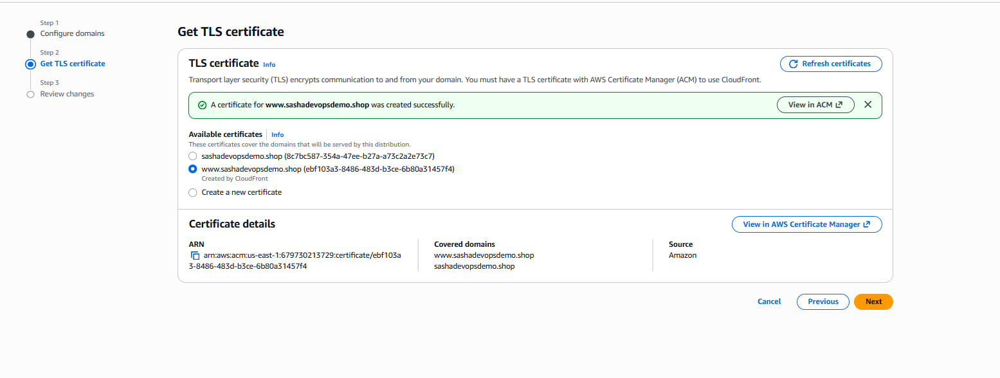 Step 1
Configure domains
Step 2
Get TLS certificate
Step 3
Review changes
Get TLS certificate
TLS certificate Info
Refresh certificates
Transport layer security (TLS) encrypts communication to and from your domain. You must have a TLS certificate with AWS Certificate Manager (ACM) to use CloudFront.
A certificate for www.sashadevopsdemo.shop was created successfully.
View in ACM
Available certificates Info
These certificates cover the domains that will be served by this distribution.
sashadevopsdemo.shop (8c7bc587-354a-47ee-b27a-a73c2a2e73c7)
www.sashadevopsdemo.shop (ebf103a3-8486-483d-b3ce-6b80a31457f4)
Created by CloudFront
Create a new certificate
Certificate details
View in AWS Certificate Manager
ARN
arn:aws:acm:us-east-1:679730213729:certificate/ebf103a
3-8486-483d-b3ce-6b80a31457f4
Covered domains
www.sashadevopsdemo.shop
sashadevopsdemo.shop
Source
Amazon
Cancel
Previous
Next